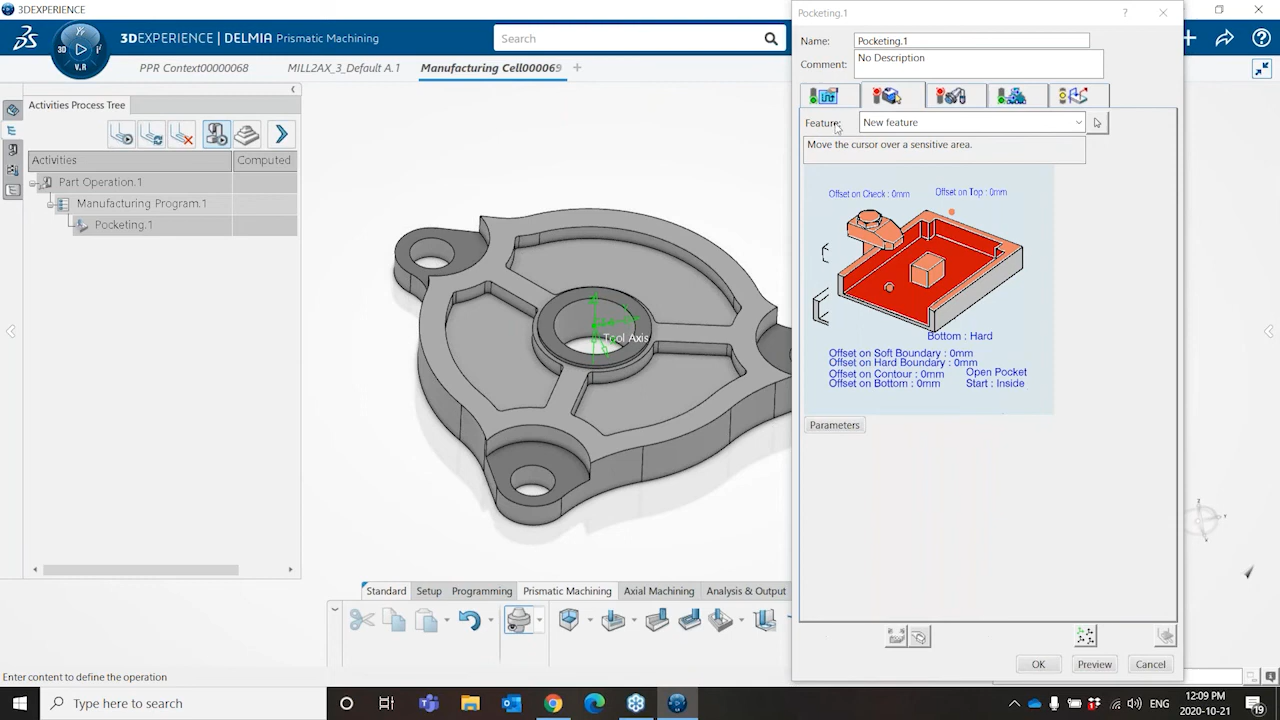 3DEXPERIENCE
Pocketing.1
?
3DEXPERIENCE | DELMIA Prismatic Machining
Search
3D
V.R
PPR Context00000068
MILL2AX_3_Default A.1
Manufacturing Cell00006
Activities Process Tree
Activities
Computed
Part Operation.1
Manufacturing Program.1
Pocketing.1
Tool Axis
Name:
Pocketing.1
Comment:
No Description
Feature:
New feature
Move the cursor over a sensitive area.
Offset on Check : 0mm
Offset on Top : 0mm
Bottom : Hard
Offset on Soft Boundary : 0mm
Offset on Hard Boundary : 0mm
Offset on Contour : 0mm
Open Pocket
Offset on Bottom : 0mm
Start : Inside
Parameters
Standard
Setup
Programming
Prismatic Machining
Axial Machining
Analysis & Output
OK
Preview
Cancel
Enter content to define the operation
Type here to search
ENG
12:09 PM
2020-10-21
19